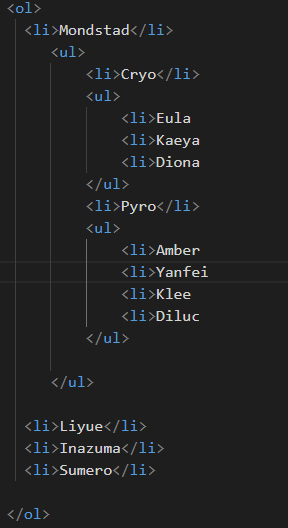 <ol>
<li>Mondstad</li>
<ul>
<li>Cryo</li>
<ul>
<li>Eula
<li>Kaeya
<li>Diona
</ul>
<li>Pyro</li>
<ul>
<li>Amber
<li>Yanfei
<li>Klee
<li>Diluc
</ul>
</ul>
<li>Liyue</li>
<li>Inazuma</li>
<li>Sumero</li>
</ol>